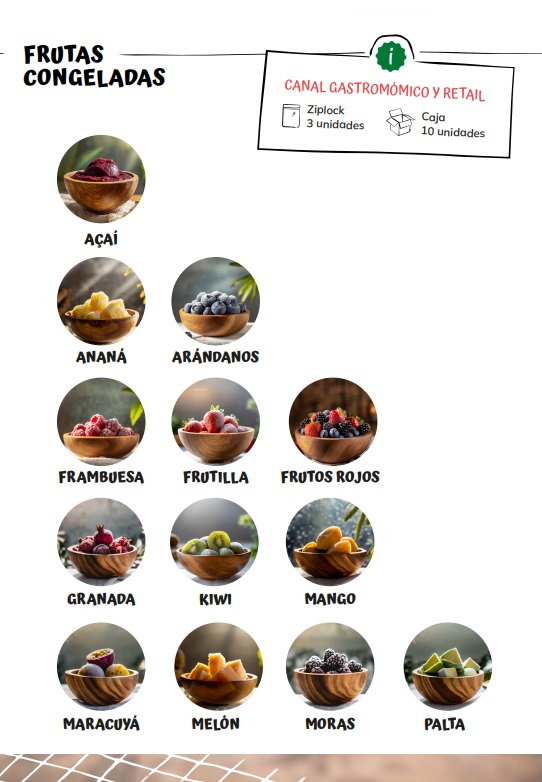 FRUTAS
CONGELADAS
i
CANAL GASTROMÓMICO Y RETAIL
Ziplock
3 unidades
Caja
10 unidades
AÇAÍ
ANANÁ
ARÁNDANOS
FRAMBUESA
FRUTILLA
FRUTOS ROJOS
GRANADA
KIWI
MANGO
MARACUYÁ
MELÓN
MORAS
PALTA